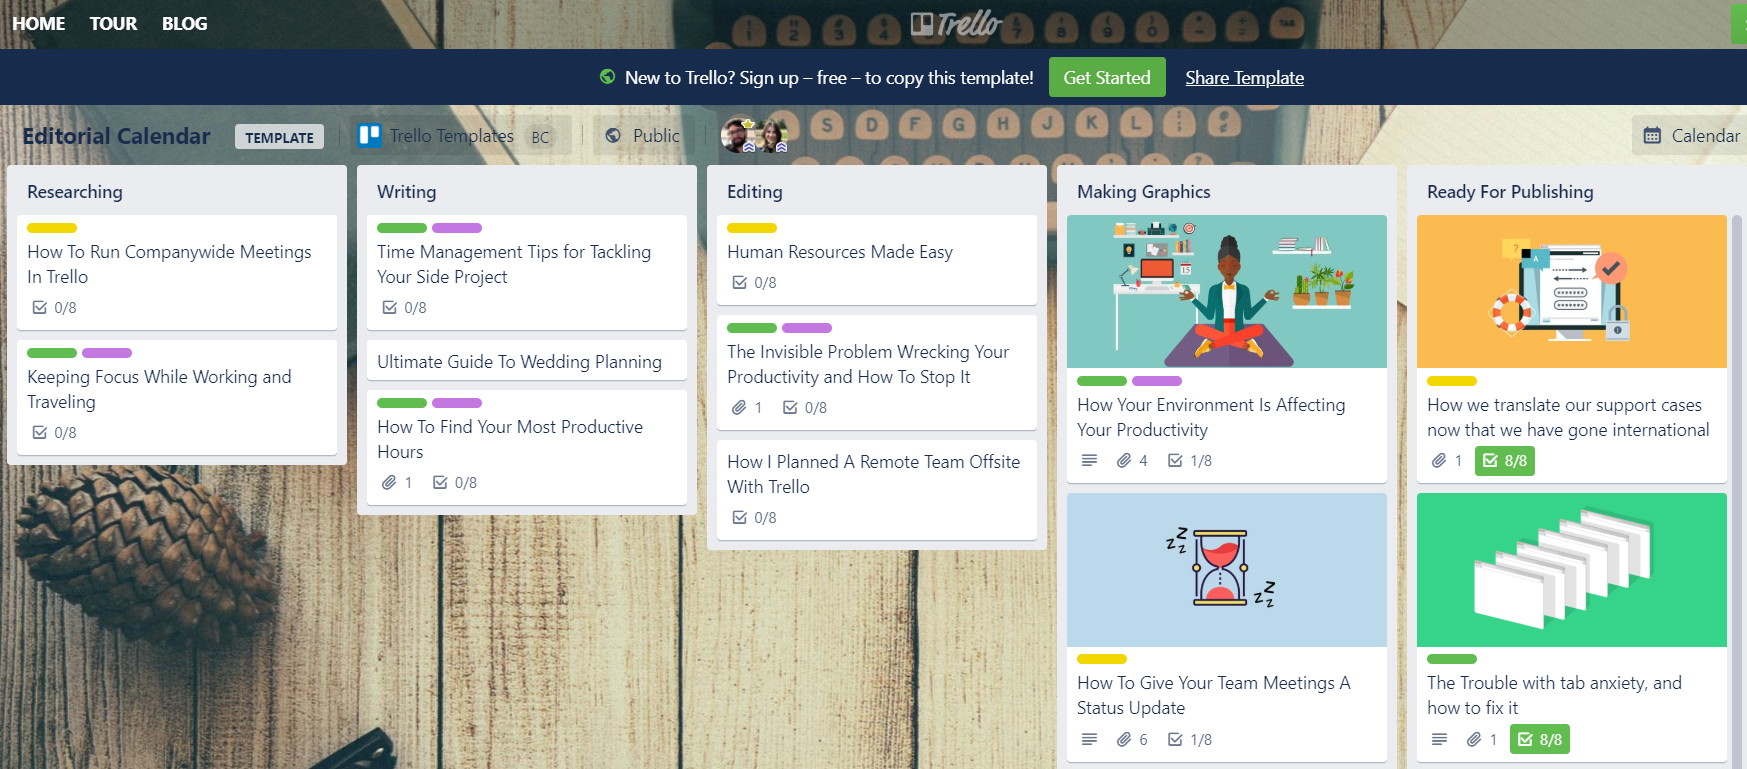 HOME TOUR BLOG
Trello
New to Trello? Sign up – free – to copy this template! Get Started Share Template
Editorial Calendar TEMPLATE Trello Templates BC Public Calendar
Researching
How To Run Companywide Meetings
In Trello
0/8
Keeping Focus While Working and
Traveling
0/8
Writing
Time Management Tips for Tackling
Your Side Project
0/8
Ultimate Guide To Wedding Planning
How To Find Your Most Productive
Hours
1 0/8
Editing
Human Resources Made Easy
0/8
The Invisible Problem Wrecking Your
Productivity and How To Stop It
1 0/8
How I Planned A Remote Team Offsite
With Trello
0/8
Making Graphics
15
How Your Environment Is Affecting
Your Productivity
4 1/8
zzZz
zzZz
How To Give Your Team Meetings A
Status Update
6 1/8
Ready For Publishing
? A
How we translate our support cases
now that we have gone international
1 8/8
The Trouble with tab anxiety, and
how to fix it
1 8/8
S D F G H J K L